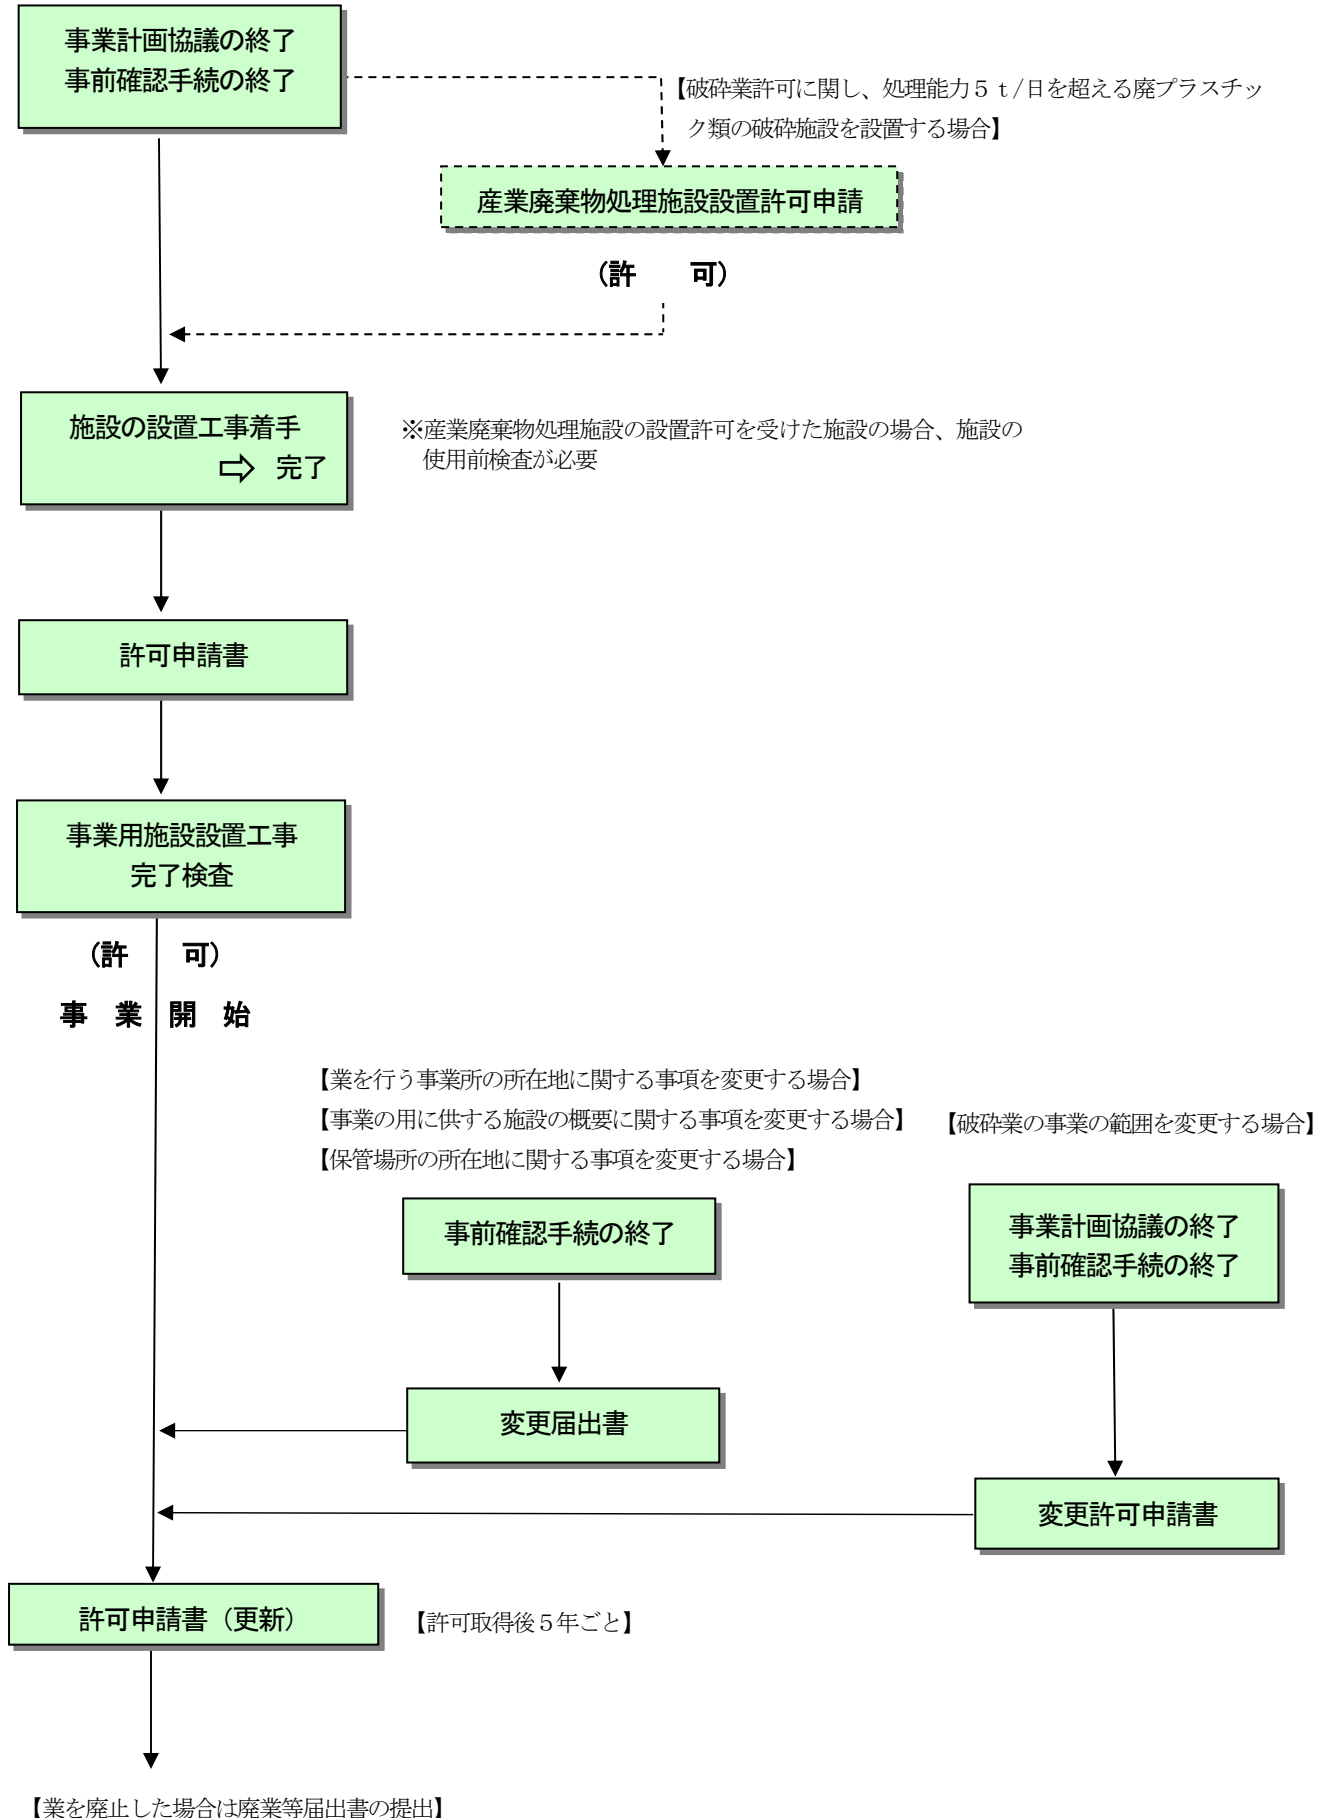 事業計画協議の終了
事前確認手続の終了
【破砕業許可に関し、処理能力５ｔ/日を超える廃プラスチッ
ク類の破砕施設を設置する場合】
産業廃棄物処理施設設置許可申請
（許　　可）
施設の設置工事着手
⇨ 完了
※産業廃棄物処理施設の設置許可を受けた施設の場合、施設の
使用前検査が必要
許可申請書
事業用施設設置工事
完了検査
（許　　可）
事　業　開　始
【業を行う事業所の所在地に関する事項を変更する場合】
【事業の用に供する施設の概要に関する事項を変更する場合】
【保管場所の所在地に関する事項を変更する場合】
【破砕業の事業の範囲を変更する場合】
事前確認手続の終了
事業計画協議の終了
事前確認手続の終了
変更届出書
変更許可申請書
許可申請書（更新）
【許可取得後５年ごと】
【業を廃止した場合は廃業等届出書の提出】